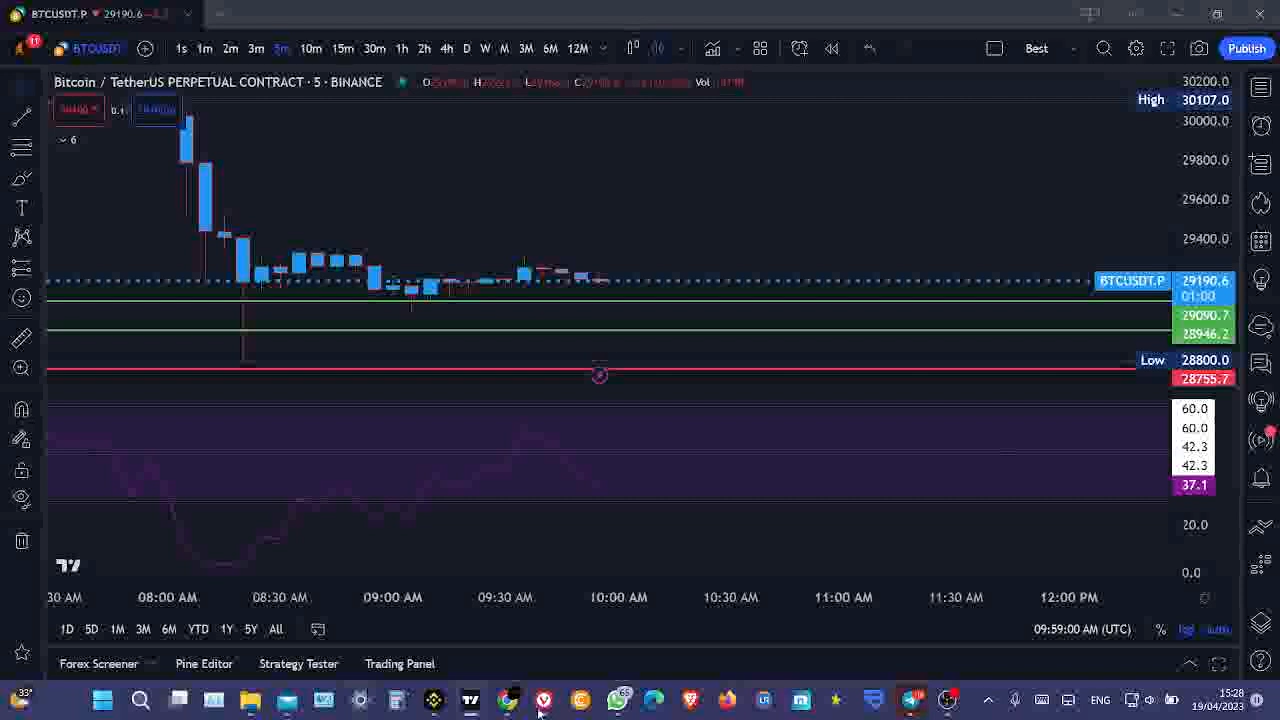 BTCUSDT.P ▼ 29190.6
11
BTCUSDT 1s 1m 2m 3m 5m 10m 15m 30m 1h 2h 4h D W M 3M 6M 12M Best Publish
Bitcoin / TetherUS PERPETUAL CONTRACT · 5 · BINANCE O H L C Vol
6
30200.0
High 30107.0
30000.0
29800.0
29600.0
29400.0
BTCUSDT.P 29190.6
01:00
29090.7
28946.2
Low 28800.0
28755.7
60.0
60.0
42.3
42.3
37.1
20.0
0.0
30 AM 08:00 AM 08:30 AM 09:00 AM 09:30 AM 10:00 AM 10:30 AM 11:00 AM 11:30 AM 12:00 PM
1D 5D 1M 3M 6M YTD 1Y 5Y All 09:59:00 AM (UTC) % log auto
Forex Screener Pine Editor Strategy Tester Trading Panel
33° 65 ENG 15:28
19/04/2023